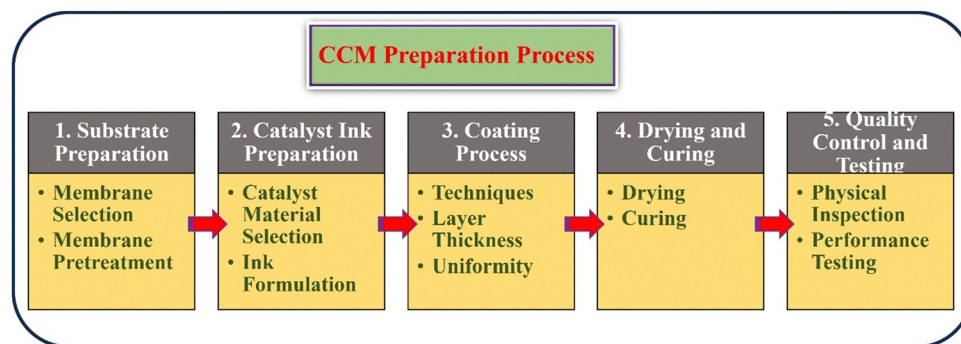 CCM Preparation Process
1. Substrate
Preparation
• Membrane
Selection
• Membrane
Pretreatment
2. Catalyst Ink
Preparation
• Catalyst
Material
Selection
• Ink
Formulation
3. Coating
Process
• Techniques
• Layer
Thickness
• Uniformity
4. Drying and
Curing
• Drying
• Curing
5. Quality
Control and
Testing
• Physical
Inspection
• Performance
Testing